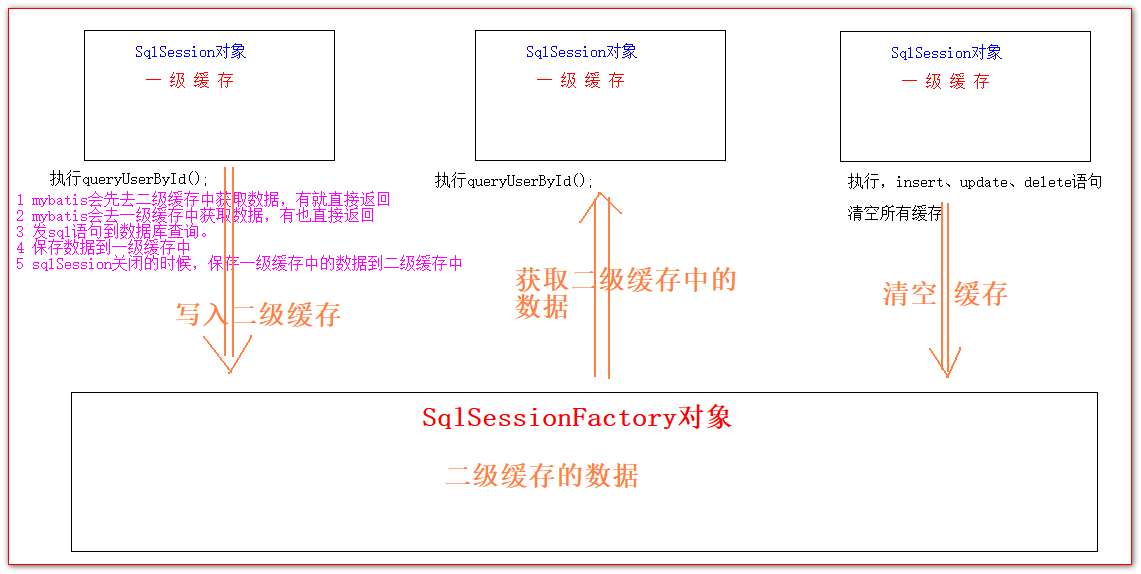 SqlSession对象
一 级 缓 存
SqlSession对象
一 级 缓 存
SqlSession对象
一 级 缓 存
执行queryUserById();
1 mybatis会先去二级缓存中获取数据，有就直接返回
2 mybatis会去一级缓存中获取数据，有也直接返回
3 发sql语句到数据库查询。
4 保存数据到一级缓存中
5 sqlSession关闭的时候，保存一级缓存中的数据到二级缓存中
写入二级缓存
执行queryUserById();
获取二级缓存中的
数据
执行，insert、update、delete语句
清空所有缓存
清空 缓存
SqlSessionFactory对象
二级缓存的数据